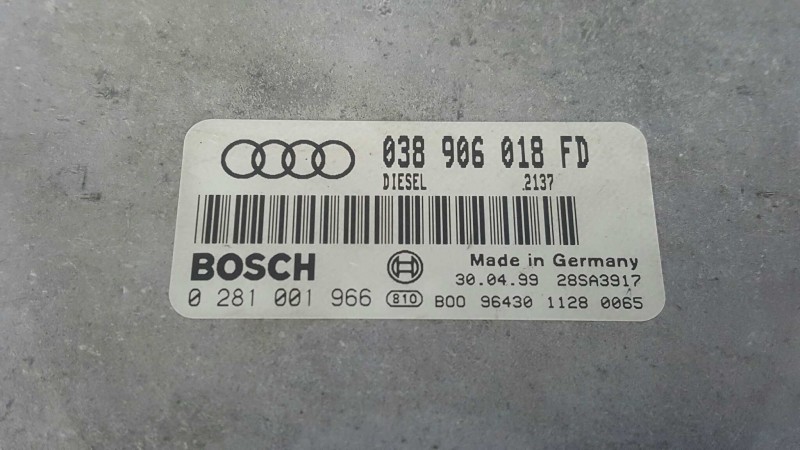 038 906 018 FD
DIESEL 2137
BOSCH
Made in Germany
30.04.99 28SA3917
0 281 001 966 810 B00 96430 1128 0065